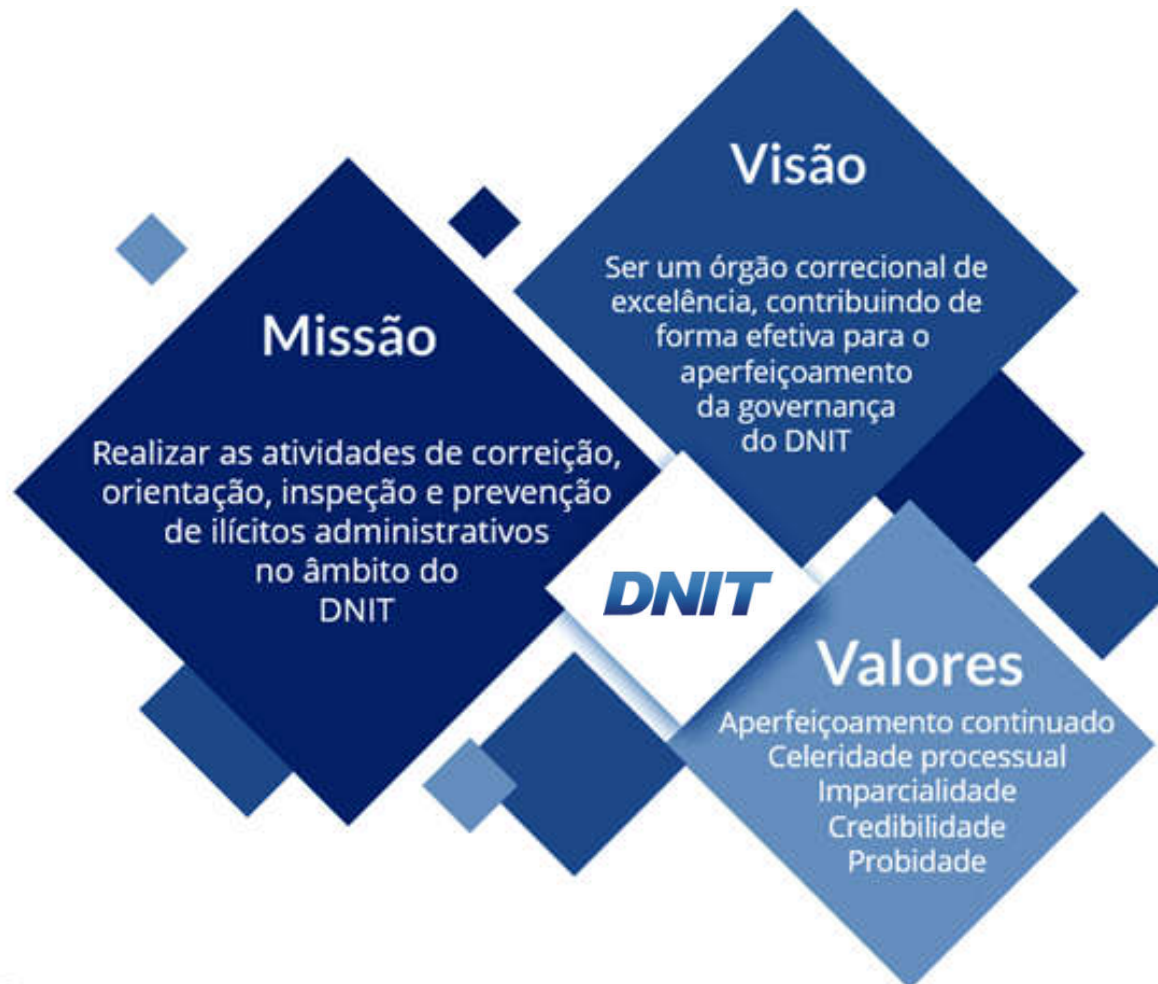 Missão
Realizar as atividades de correição,
orientação, inspeção e prevenção
de ilícitos administrativos
no âmbito do
DNIT
Visão
Ser um órgão correcional de
excelência, contribuindo de
forma efetiva para o
aperfeiçoamento
da governança
do DNIT
DNIT
Valores
Aperfeiçoamento continuado
Celeridade processual
Imparcialidade
Credibilidade
Probidade